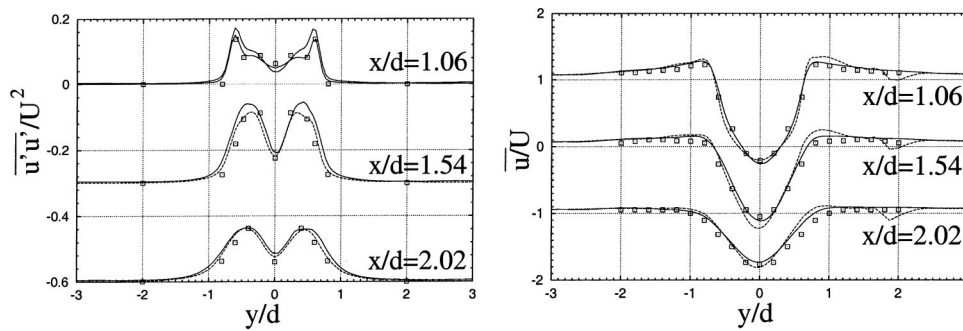 0.2
0
-0.2
-0.4
-0.6
u'u'/U²
x/d=1.06
x/d=1.54
x/d=2.02
-3 -2 -1 0 1 2 3
y/d
2
1
0
-1
-2
u/U
x/d=1.06
x/d=1.54
x/d=2.02
-3 -2 -1 0 1 2
y/d